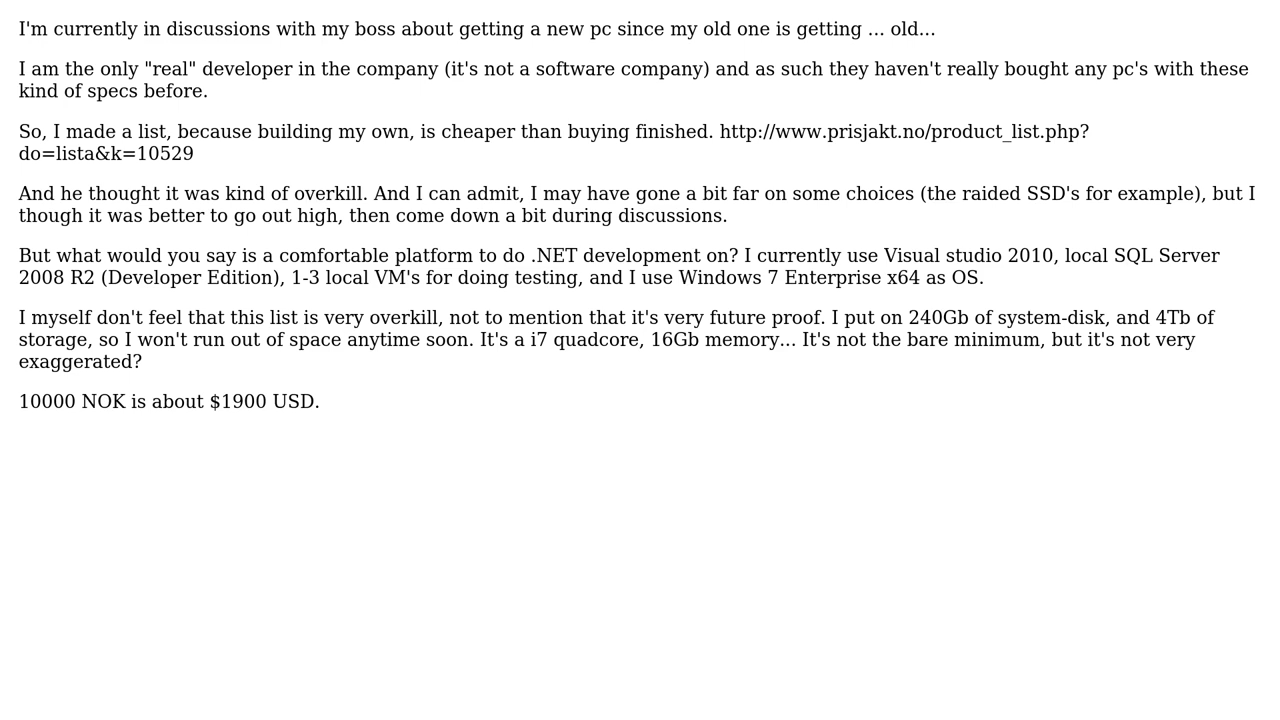 I'm currently in discussions with my boss about getting a new pc since my old one is getting ... old...
I am the only "real" developer in the company (it's not a software company) and as such they haven't really bought any pc's with these
kind of specs before.
So, I made a list, because building my own, is cheaper than buying finished. http://www.prisjakt.no/product_list.php?
do=lista&k=10529
And he thought it was kind of overkill. And I can admit, I may have gone a bit far on some choices (the raided SSD's for example), but I
though it was better to go out high, then come down a bit during discussions.
But what would you say is a comfortable platform to do .NET development on? I currently use Visual studio 2010, local SQL Server
2008 R2 (Developer Edition), 1-3 local VM's for doing testing, and I use Windows 7 Enterprise x64 as OS.
I myself don't feel that this list is very overkill, not to mention that it's very future proof. I put on 240Gb of system-disk, and 4Tb of
storage, so I won't run out of space anytime soon. It's a i7 quadcore, 16Gb memory... It's not the bare minimum, but it's not very
exaggerated?
10000 NOK is about $1900 USD.